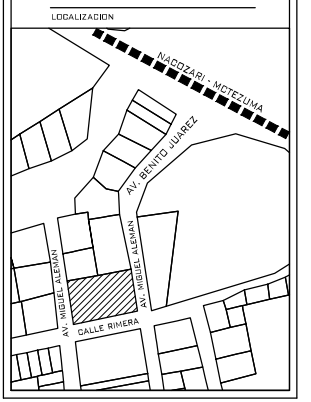 LOCALIZACION
NACOZARI - MCTEZUMA
AV. BENITO JUAREZ
AV. MIGUEL ALEMAN
AV. MIGUEL ALEMAN
CALLE RIMERA